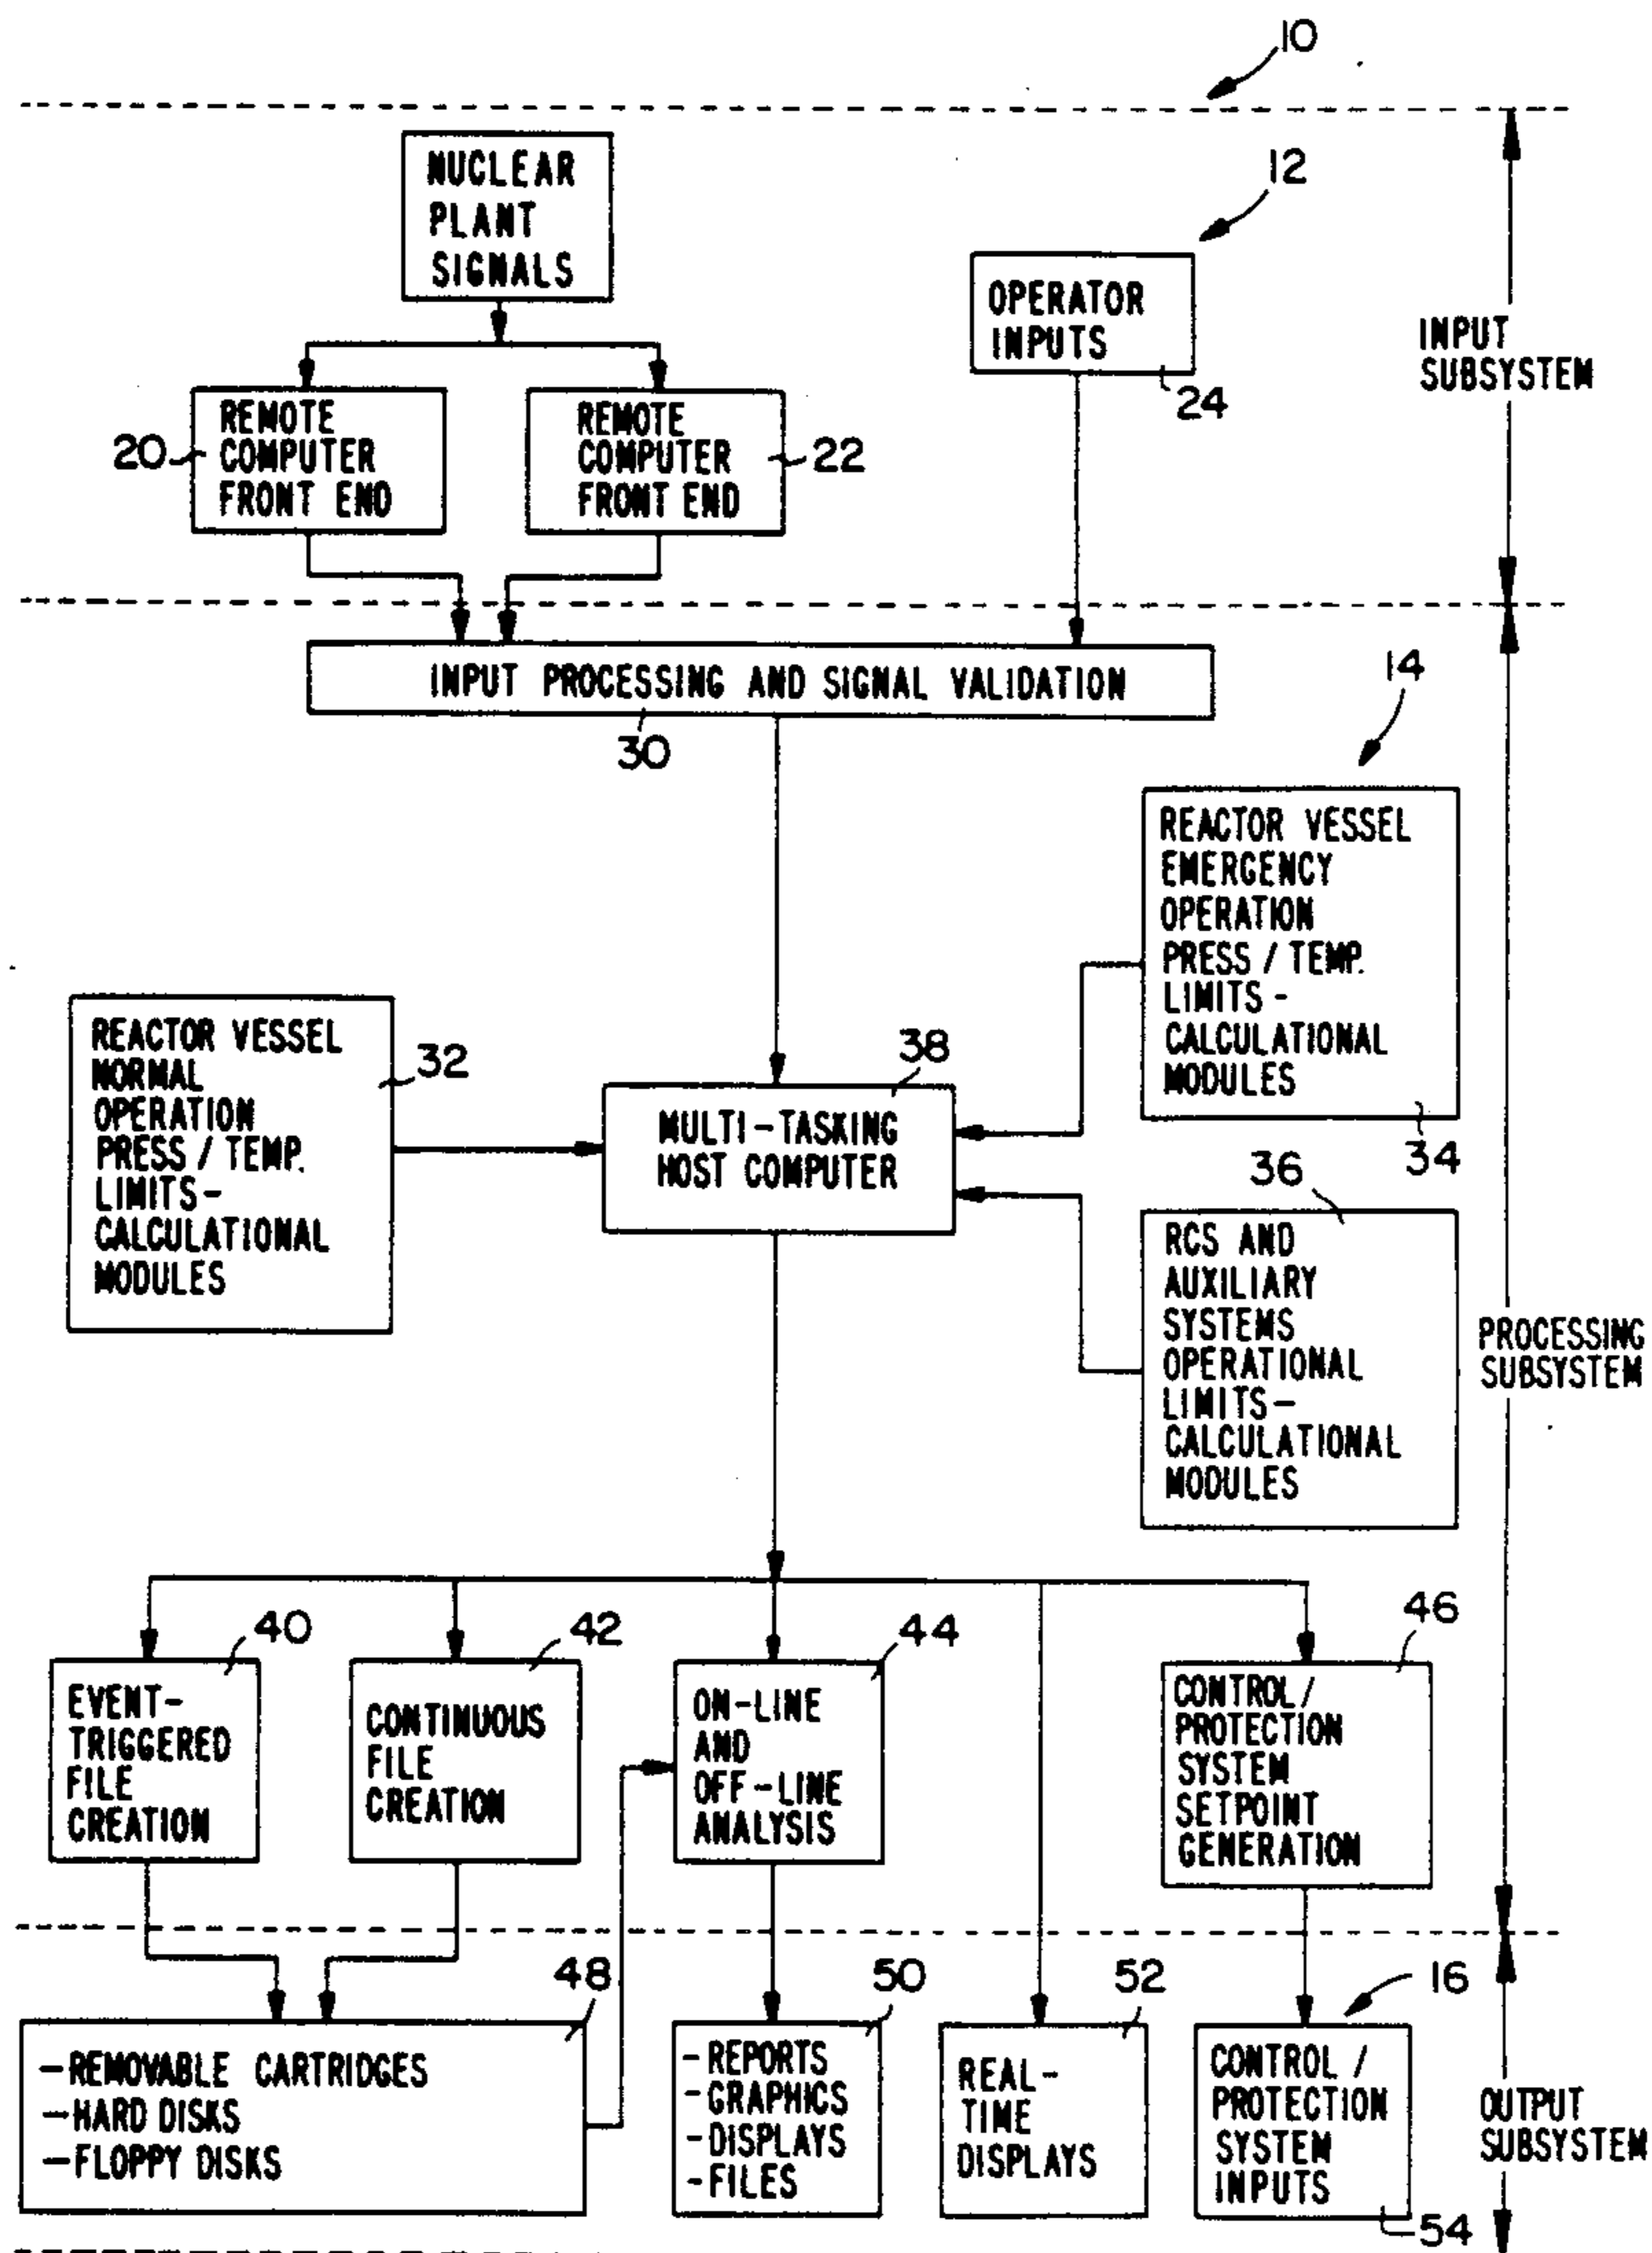 10
NUCLEAR
PLANT
SIGNALS
12
OPERATOR
INPUTS
24
INPUT
SUBSYSTEM
20
REMOTE
COMPUTER
FRONT END
REMOTE
COMPUTER
FRONT END
22
INPUT PROCESSING AND SIGNAL VALIDATION
30
14
REACTOR VESSEL
EMERGENCY
OPERATION
PRESS / TEMP.
LIMITS -
CALCULATIONAL
MODULES
34
REACTOR VESSEL
NORMAL
OPERATION
PRESS / TEMP.
LIMITS -
CALCULATIONAL
MODULES
32
38
MULTI-TASKING
HOST COMPUTER
36
RCS AND
AUXILIARY
SYSTEMS
OPERATIONAL
LIMITS -
CALCULATIONAL
MODULES
PROCESSING
SUBSYSTEM
40
EVENT-
TRIGGERED
FILE
CREATION
42
CONTINUOUS
FILE
CREATION
44
ON-LINE
AND
OFF-LINE
ANALYSIS
46
CONTROL /
PROTECTION
SYSTEM
SETPOINT
GENERATION
48
-REMOVABLE CARTRIDGES
-HARD DISKS
-FLOPPY DISKS
50
-REPORTS
-GRAPHICS
-DISPLAYS
-FILES
52
REAL-
TIME
DISPLAYS
16
CONTROL /
PROTECTION
SYSTEM
INPUTS
54
OUTPUT
SUBSYSTEM